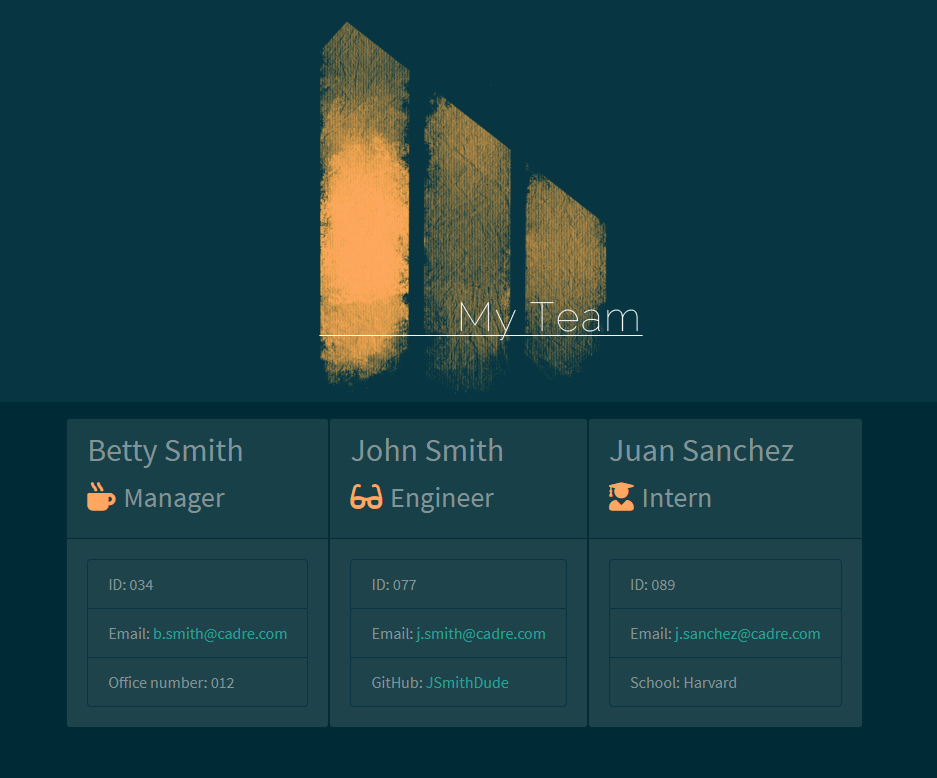 My Team
Betty Smith
Manager
ID: 034
Email: b.smith@cadre.com
Office number: 012
John Smith
Engineer
ID: 077
Email: j.smith@cadre.com
GitHub: JSmithDude
Juan Sanchez
Intern
ID: 089
Email: j.sanchez@cadre.com
School: Harvard